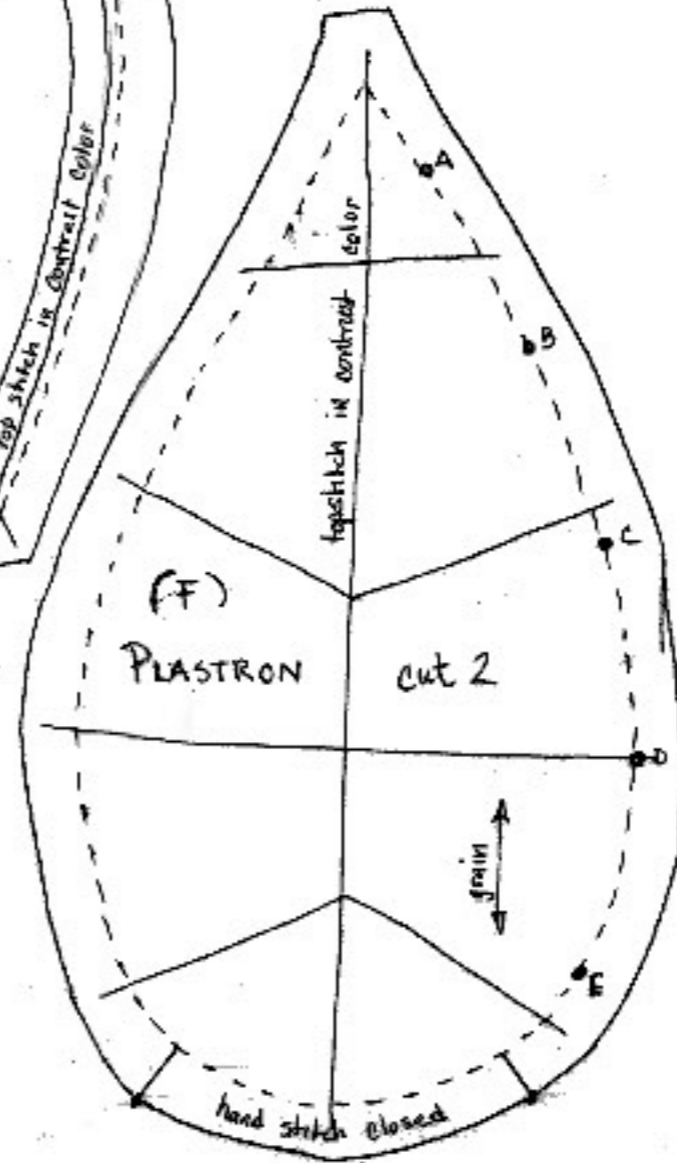 top stitch in contrast color
A
topstitch in contrast color
B
C
(F)
PLASTRON cut 2
D
grain
E
hand stitch closed